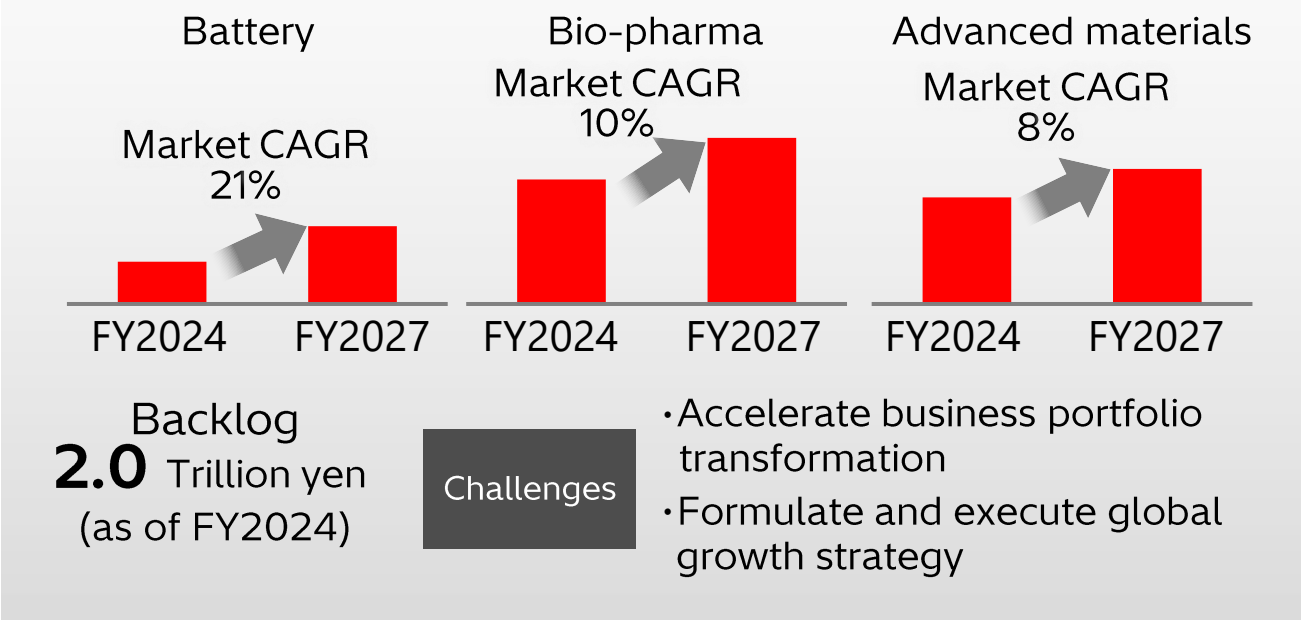 Battery
Market CAGR
21%
FY2024 FY2027
Bio-pharma
Market CAGR
10%
FY2024 FY2027
Advanced materials
Market CAGR
8%
FY2024 FY2027
Backlog
2.0 Trillion yen
(as of FY2024)
Challenges
・Accelerate business portfolio
transformation
・Formulate and execute global
growth strategy